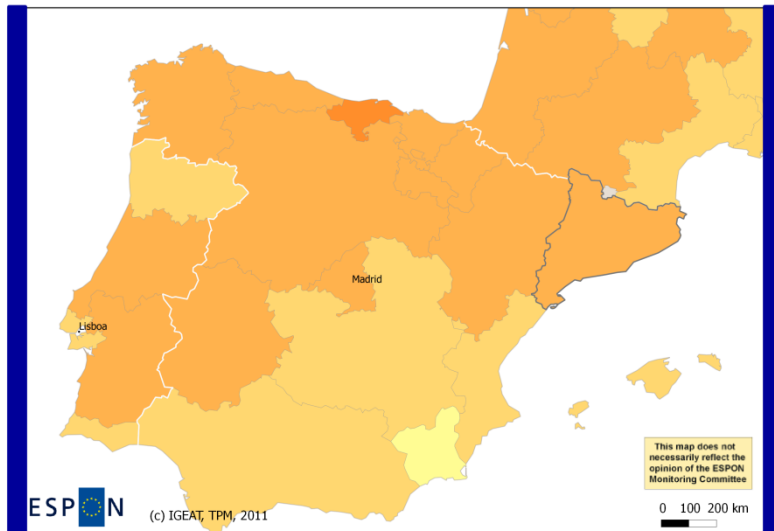 Madrid
Lisboa
This map does not
necessarily reflect the
opinion of the ESPON
Monitoring Committee
ESPON
(c) IGEAT, TPM, 2011
0 100 200 km